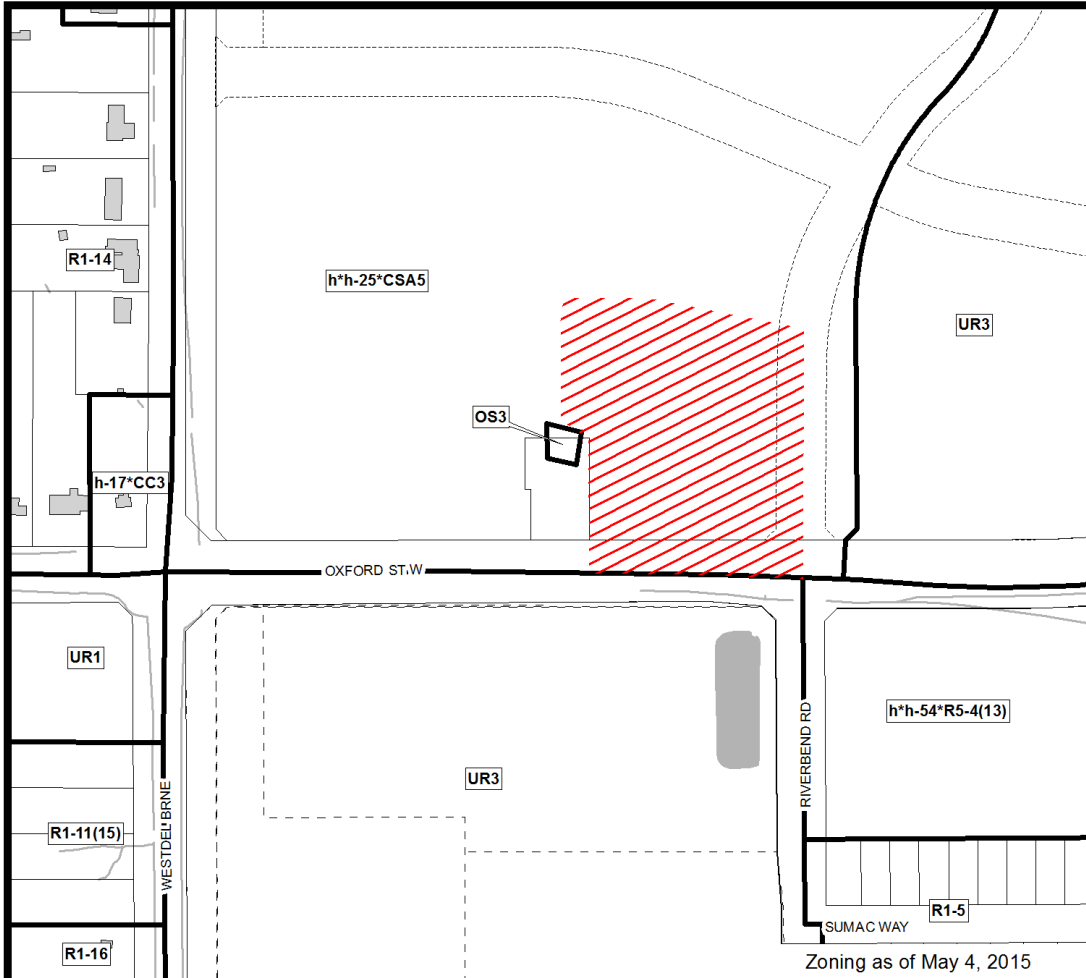 R1-14
h*h-25*CSA5
UR3
OS3
h-17*CC3
OXFORD ST W
UR1
h*h-54*R5-4(13)
UR3
RIVERBEND RD
WESTDEL BRNE
R1-11(15)
R1-5
SUMAC WAY
R1-16
Zoning as of May 4, 2015